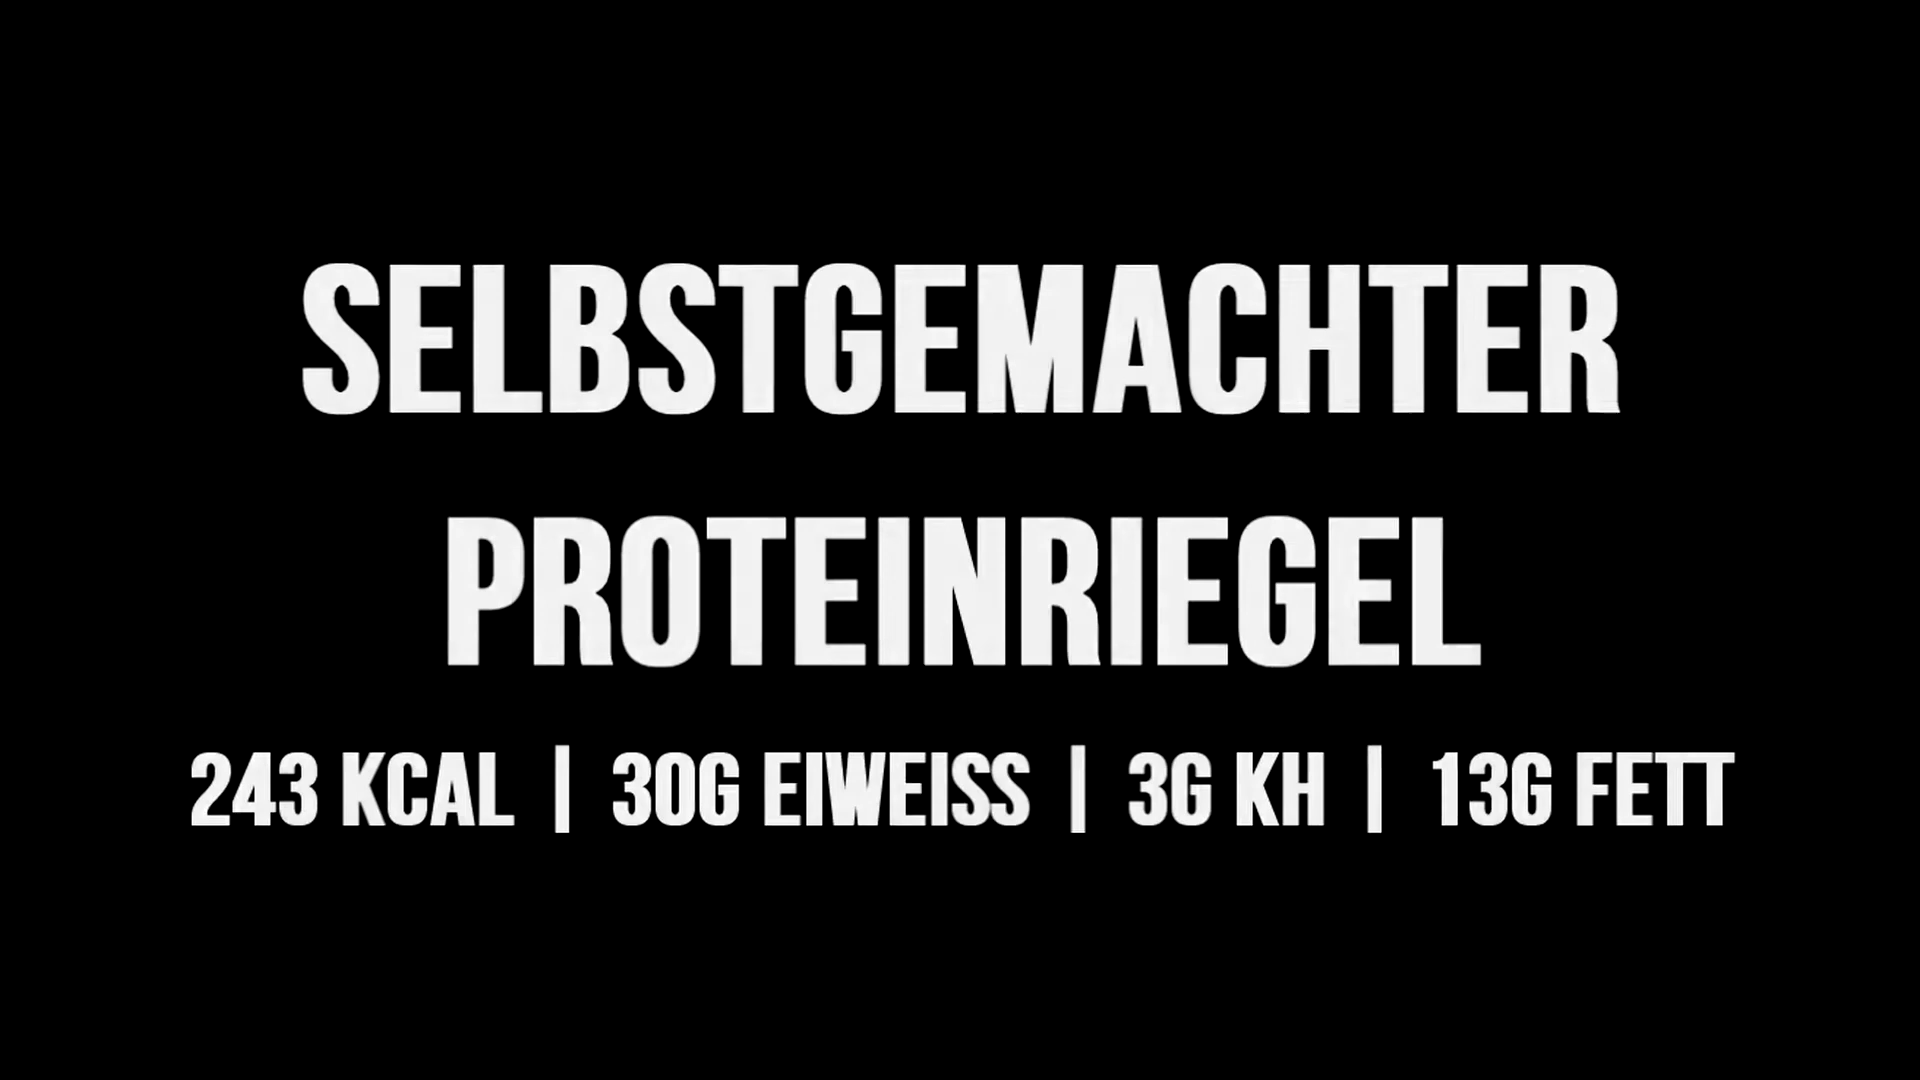 SELBSTGEMACHTER
PROTEINRIEGEL
243 KCAL | 30G EIWEISS | 3G KH | 13G FETT